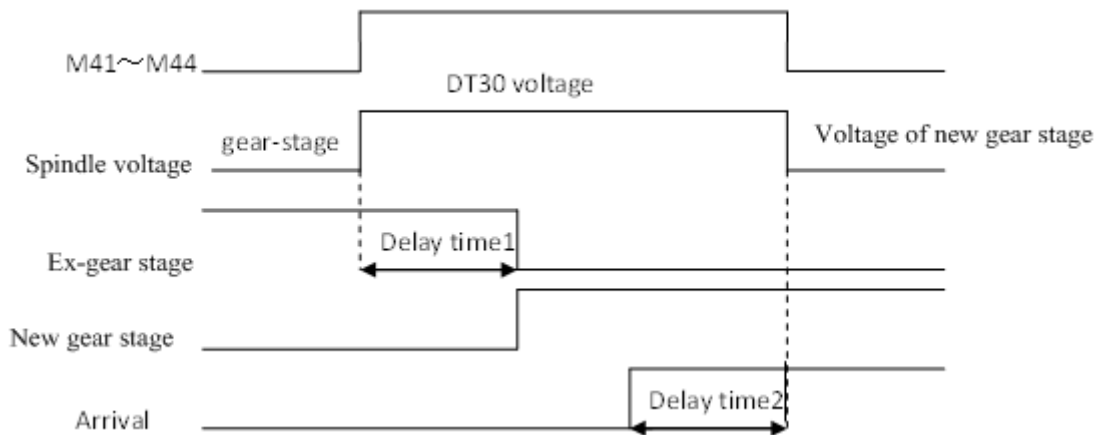 M41～M44
DT30 voltage
gear-stage
Voltage of new gear stage
Spindle voltage
Delay time1
Ex-gear stage
New gear stage
Delay time2
Arrival